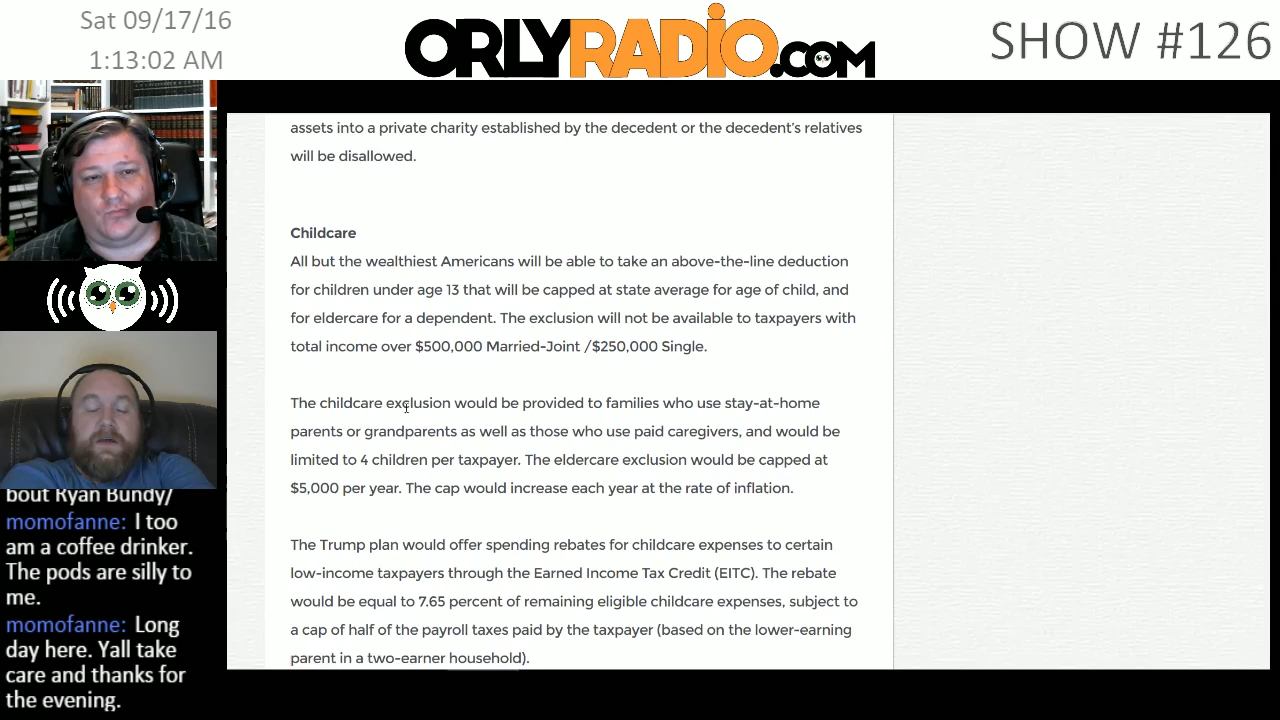 Sat 09/17/16
1:13:02 AM
ORLYRADIO.COM
SHOW #126
assets into a private charity established by the decedent or the decedent's relatives
will be disallowed.
Childcare
All but the wealthiest Americans will be able to take an above-the-line deduction
for children under age 13 that will be capped at state average for age of child, and
for eldercare for a dependent. The exclusion will not be available to taxpayers with
total income over $500,000 Married-Joint /$250,000 Single.
The childcare exclusion would be provided to families who use stay-at-home
parents or grandparents as well as those who use paid caregivers, and would be
limited to 4 children per taxpayer. The eldercare exclusion would be capped at
$5,000 per year. The cap would increase each year at the rate of inflation.
The Trump plan would offer spending rebates for childcare expenses to certain
low-income taxpayers through the Earned Income Tax Credit (EITC). The rebate
would be equal to 7.65 percent of remaining eligible childcare expenses, subject to
a cap of half of the payroll taxes paid by the taxpayer (based on the lower-earning
parent in a two-earner household).
bout Ryan Bundy/
momofanne: I too
am a coffee drinker.
The pods are silly to
me.
momofanne: Long
day here. Yall take
care and thanks for
the evening.